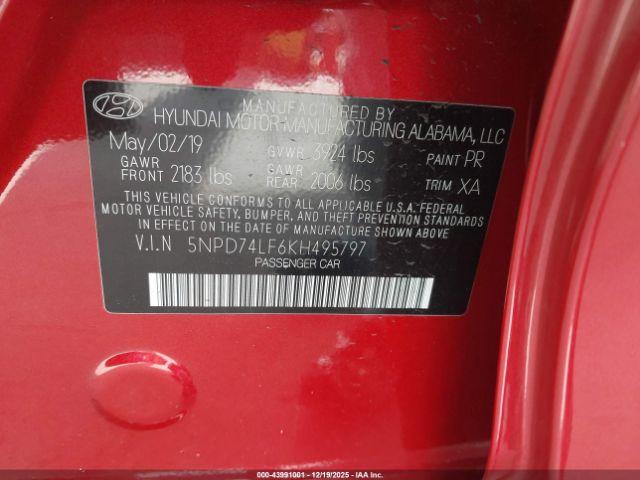 MANUFACTURED BY
HYUNDAI MOTOR MANUFACTURING ALABAMA, LLC
May/02/19 GVWR 3924 lbs PAINT PR
GAWR FRONT 2183 lbs GAWR REAR 2006 lbs TRIM XA
THIS VEHICLE CONFORMS TO ALL APPLICABLE U.S.A. FEDERAL
MOTOR VEHICLE SAFETY, BUMPER, AND THEFT PREVENTION STANDARDS
IN EFFECT ON THE DATE OF MANUFACTURE SHOWN ABOVE.
V.I.N 5NPD74LF6KH495797
PASSENGER CAR
000-43991001 • 12/19/2025 • IAAI.COM